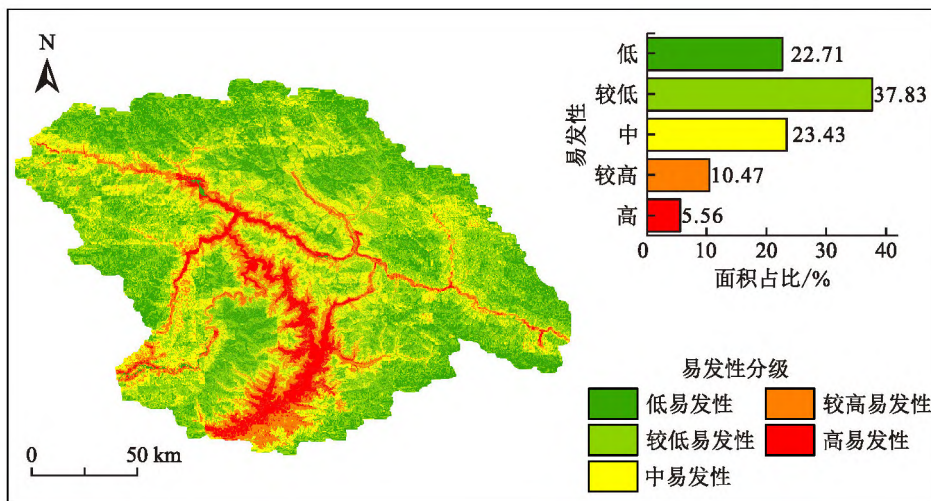 N
0 50 km
易发性
低
较低
中
较高
高
22.71
37.83
23.43
10.47
5.56
0 10 20 30 40
面积占比/%
易发性分级
低易发性 较高易发性
较低易发性 高易发性
中易发性